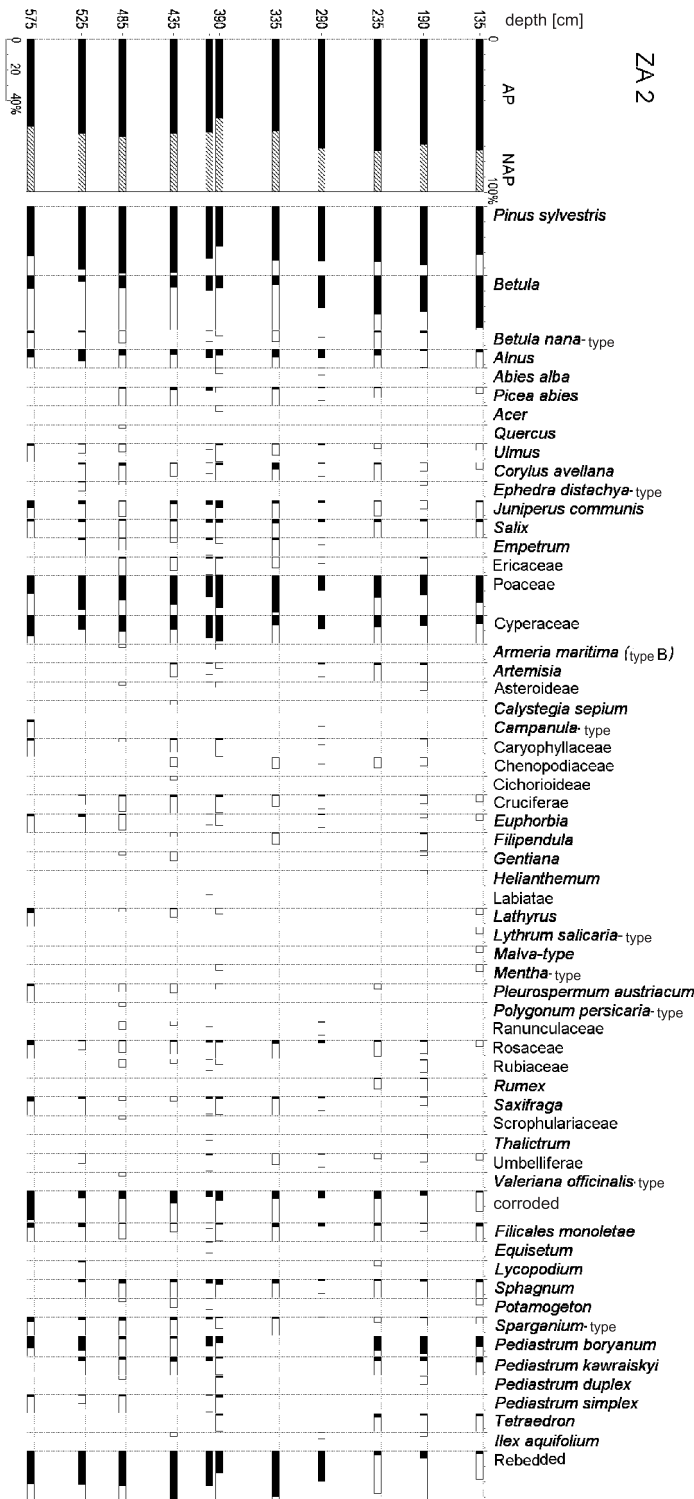 575 525 485 435 390 335 290 235 190 135 depth [cm]
ZA 2
0 20 40%
0
AP
NAP
100%
Pinus sylvestris
Betula
Betula nana-type
Alnus
Abies alba
Picea abies
Acer
Quercus
Ulmus
Corylus avellana
Ephedra distachya-type
Juniperus communis
Salix
Empetrum
Ericaceae
Poaceae
Cyperaceae
Armeria maritima (type B)
Artemisia
Asteroideae
Calystegia sepium
Campanula-type
Caryophyllaceae
Chenopodiaceae
Cichorioideae
Cruciferae
Euphorbia
Filipendula
Gentiana
Helianthemum
Labiatae
Lathyrus
Lythrum salicaria-type
Malva-type
Mentha-type
Pleurospermum austriacum
Polygonum persicaria-type
Ranunculaceae
Rosaceae
Rubiaceae
Rumex
Saxifraga
Scrophulariaceae
Thalictrum
Umbelliferae
Valeriana officinalis-type
corroded
Filicales monoletae
Equisetum
Lycopodium
Sphagnum
Potamogeton
Sparganium-type
Pediastrum boryanum
Pediastrum kawraiskyi
Pediastrum duplex
Pediastrum simplex
Tetraedron
Ilex aquifolium
Rebedded